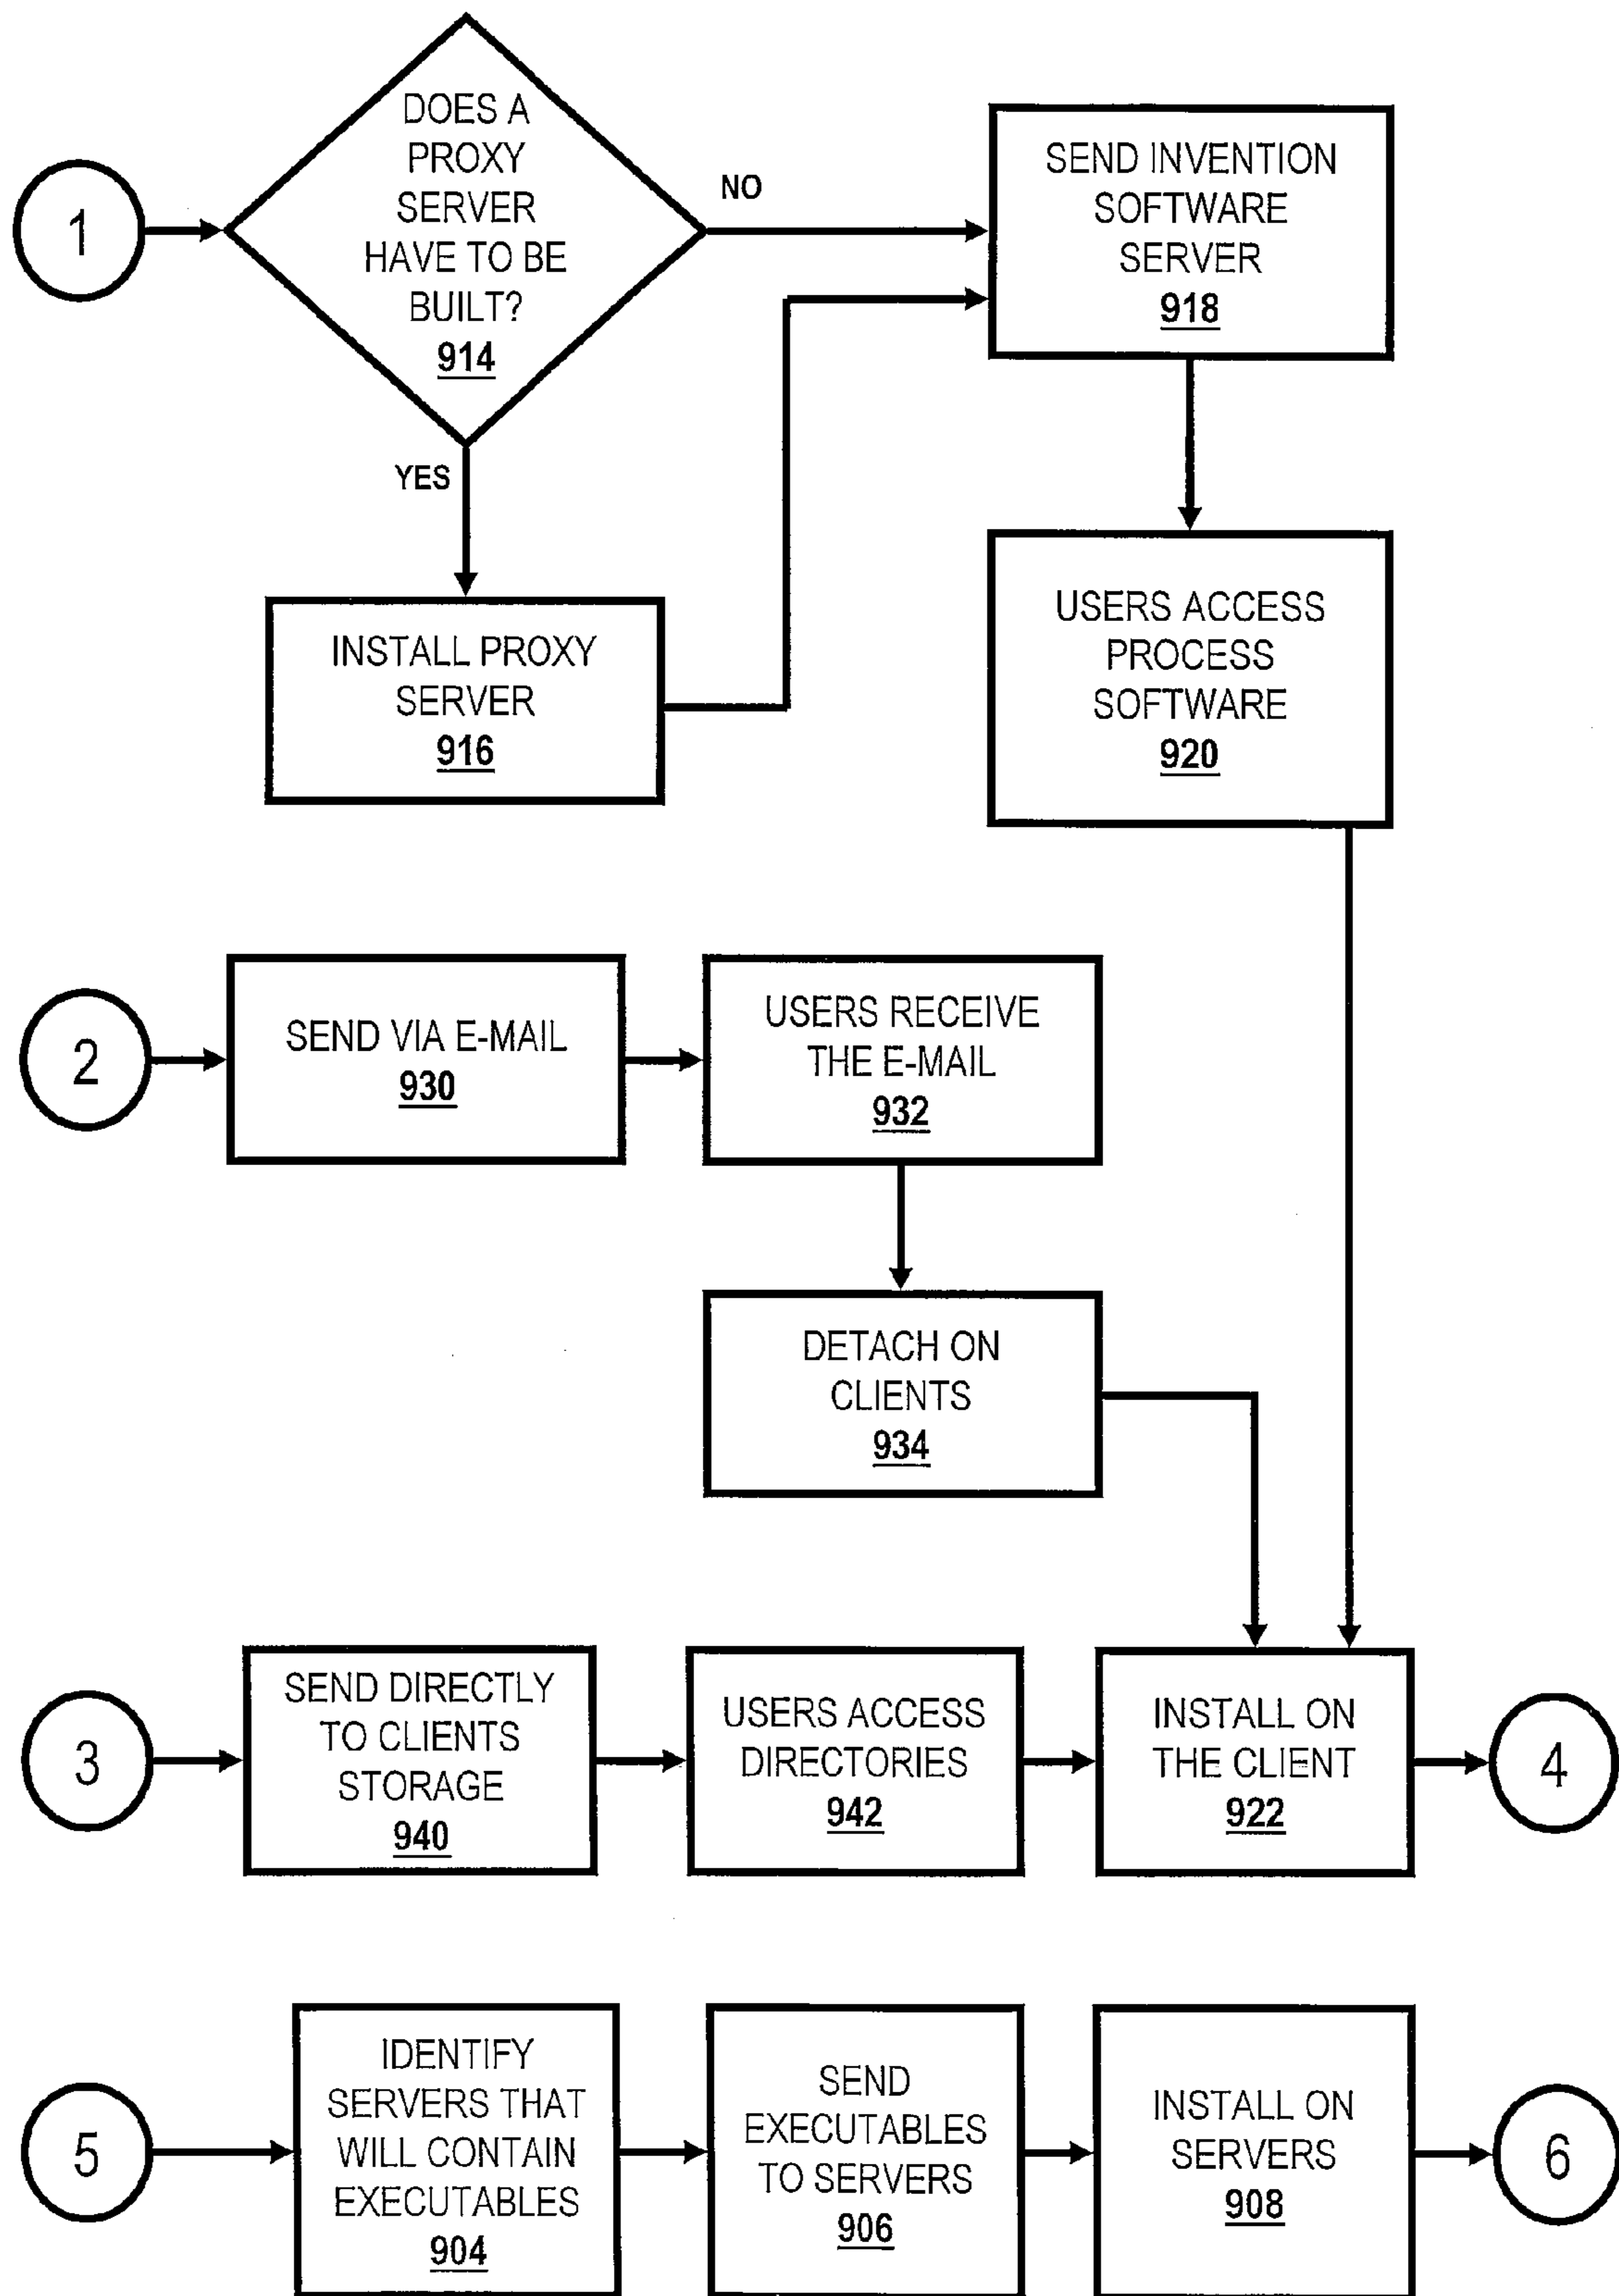 1
DOES A
PROXY
SERVER
HAVE TO BE
BUILT?
914
NO
YES
SEND INVENTION
SOFTWARE
SERVER
918
INSTALL PROXY
SERVER
916
USERS ACCESS
PROCESS
SOFTWARE
920
2
SEND VIA E-MAIL
930
USERS RECEIVE
THE E-MAIL
932
DETACH ON
CLIENTS
934
3
SEND DIRECTLY
TO CLIENTS
STORAGE
940
USERS ACCESS
DIRECTORIES
942
INSTALL ON
THE CLIENT
922
4
5
IDENTIFY
SERVERS THAT
WILL CONTAIN
EXECUTABLES
904
SEND
EXECUTABLES
TO SERVERS
906
INSTALL ON
SERVERS
908
6